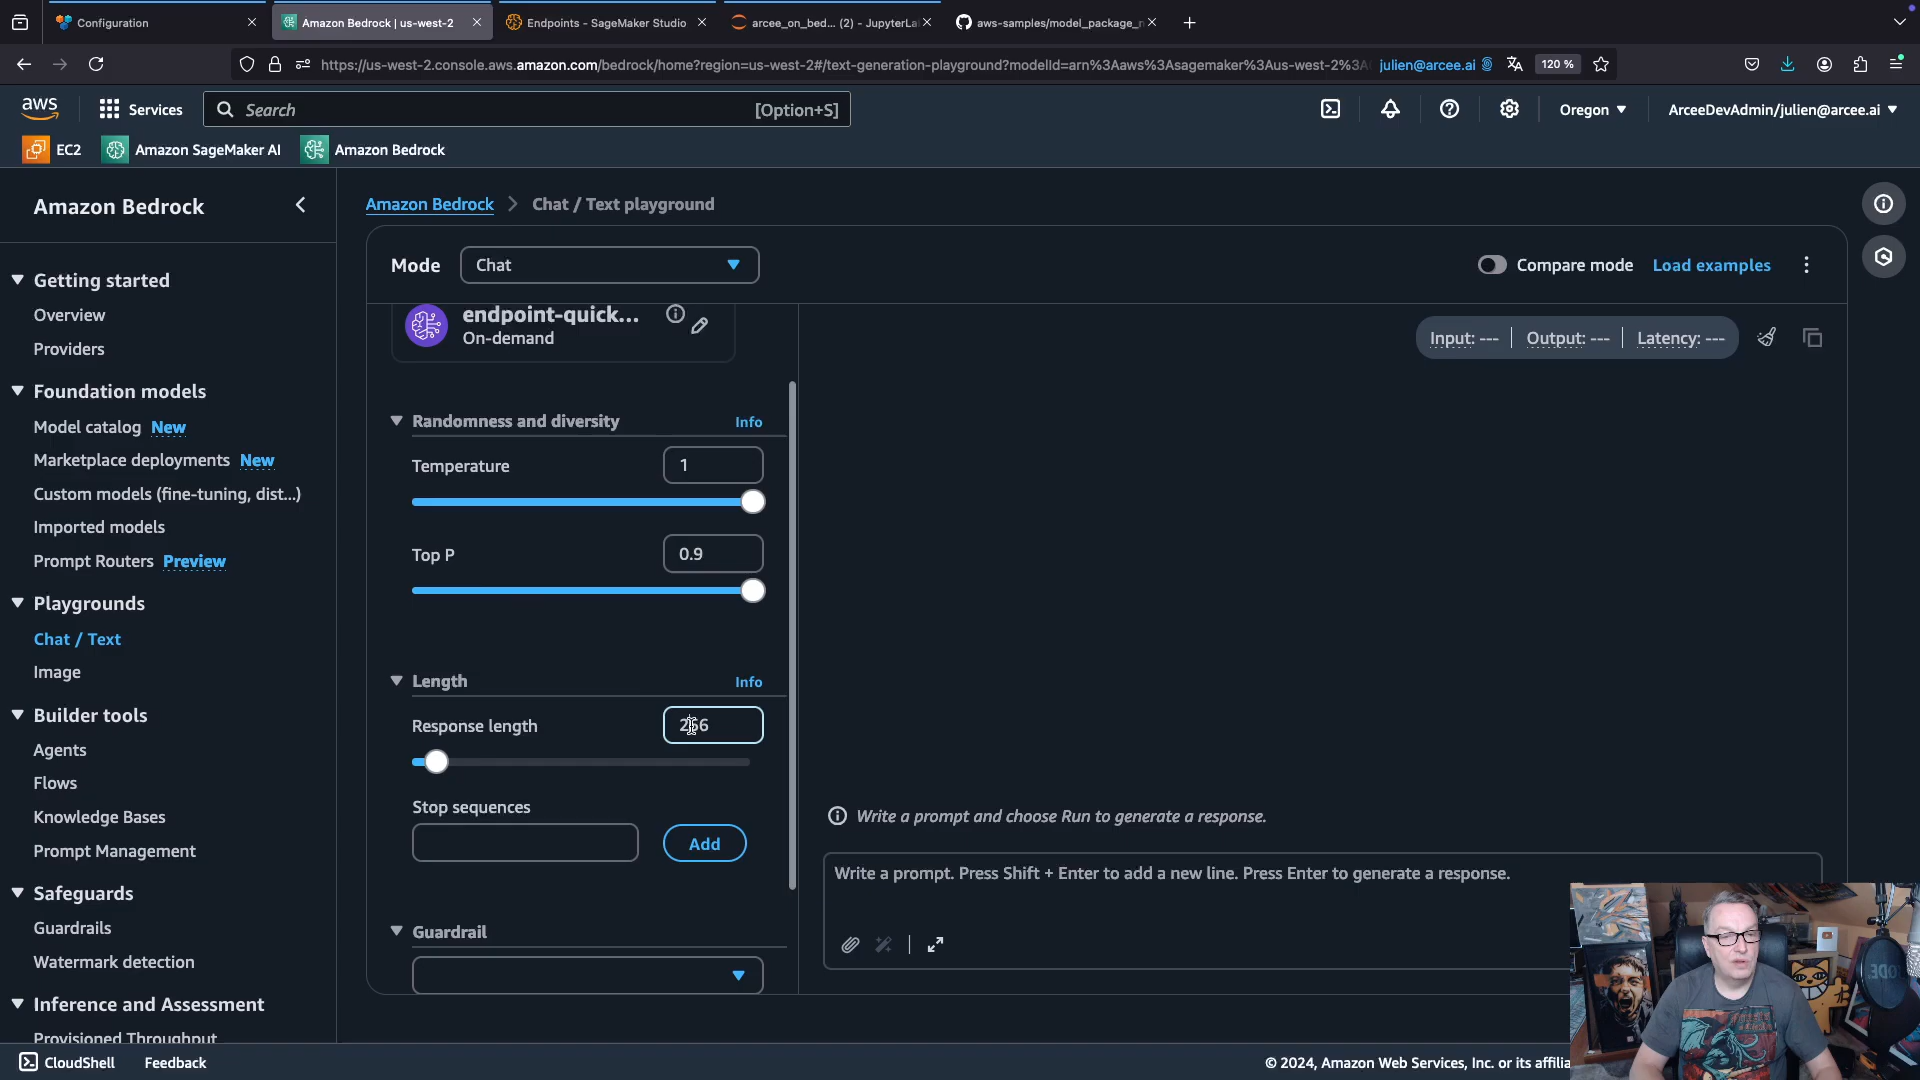 Configuration
Amazon Bedrock | us-west-2
Endpoints - SageMaker Studio
arcee_on_bed... (2) - JupyterLa
aws-samples/model_package_
https://us-west-2.console.aws.amazon.com/bedrock/home?region=us-west-2#/text-generation-playground?modelId=arn%3Aaws%3Asagemaker%3Aus-west-2%3A
julien@arcee.ai
120 %
aws
Services
Search
[Option+S]
Oregon
ArceeDevAdmin/julien@arcee.ai
EC2
Amazon SageMaker AI
Amazon Bedrock
Amazon Bedrock
Getting started
Overview
Providers
Foundation models
Model catalog New
Marketplace deployments New
Custom models (fine-tuning, dist...)
Imported models
Prompt Routers Preview
Playgrounds
Chat / Text
Image
Builder tools
Agents
Flows
Knowledge Bases
Prompt Management
Safeguards
Guardrails
Watermark detection
Inference and Assessment
Provisioned Throughput
Amazon Bedrock > Chat / Text playground
Mode
Chat
Compare mode
Load examples
endpoint-quick...
On-demand
Input: ---
Output: ---
Latency: ---
Randomness and diversity
Info
Temperature
1
Top P
0.9
Length
Info
Response length
256
Stop sequences
Add
Guardrail
Write a prompt and choose Run to generate a response.
Write a prompt. Press Shift + Enter to add a new line. Press Enter to generate a response.
CloudShell
Feedback
© 2024, Amazon Web Services, Inc. or its affilia